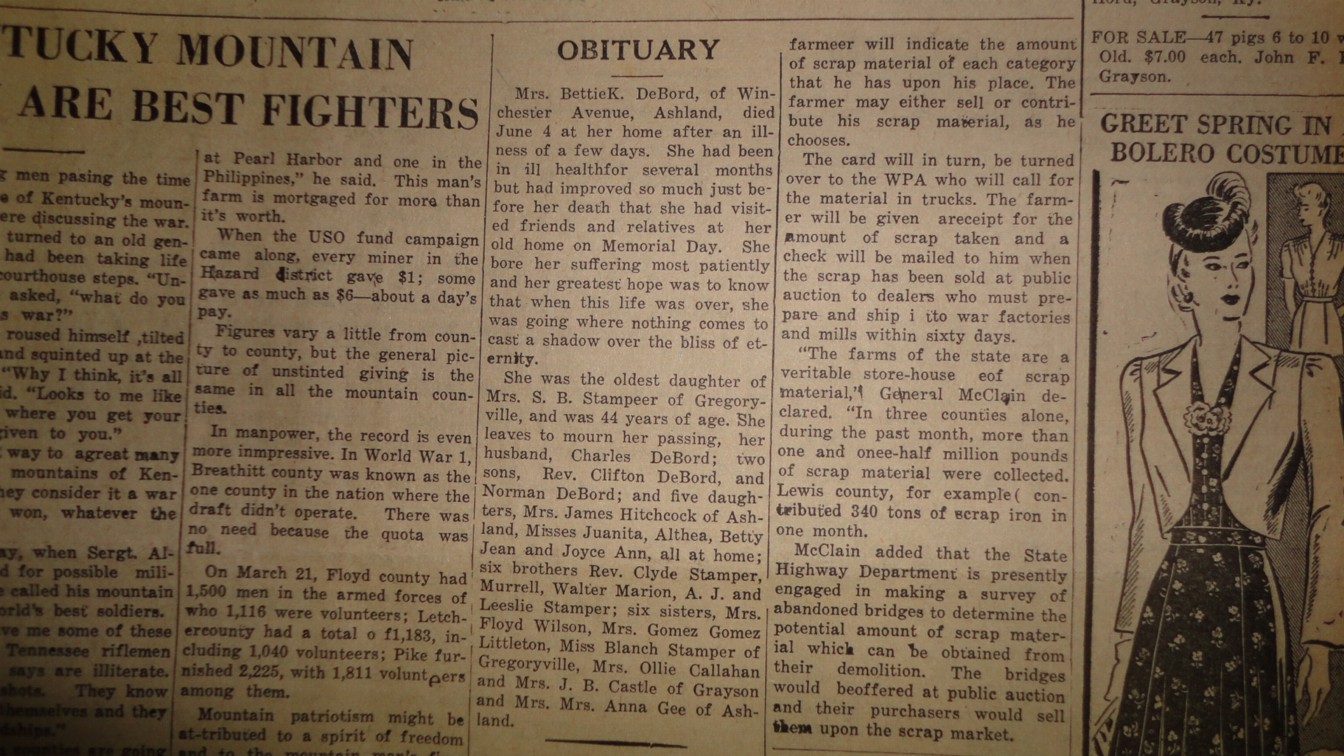 TUCKY MOUNTAIN
ARE BEST FIGHTERS
men pasing the time
e of Kentucky's moun-
ere discussing the war.
turned to an old gen-
had been taking life
courthouse steps. "Un-
asked, "what do you
s war?"
roused himself ,tilted
and squinted up at the
"Why I think, it's all
id. "Looks to me like
where you get your
given to you."
way to agreat many
mountains of Ken-
hey consider it a war
won, whatever the
ay, when Sergt. Al-
d for possible mili-
e called his mountain
orld's best soldiers.
ve me some of these
Tennessee riflemen
says are illiterate.
shots. They know
themselves and they
dships."
counties are going
at Pearl Harbor and one in the
Philippines," he said. This man's
farm is mortgaged for more than
it's worth.
When the USO fund campaign
came along, every miner in the
Hazard district gave $1; some
gave as much as $6—about a day's
pay.
Figures vary a little from coun-
ty to county, but the general pic-
ture of unstinted giving is the
same in all the mountain coun-
ties.
In manpower, the record is even
more inmpressive. In World War 1,
Breathitt county was known as the
one county in the nation where the
draft didn't operate. There was
no need because the quota was
full.
On March 21, Floyd county had
1,500 men in the armed forces of
who 1,116 were volunteers; Letch-
ercounty had a total o f1,183, in-
cluding 1,040 volunteers; Pike fur-
nished 2,225, with 1,811 volunteers
among them.
Mountain patriotism might be
at-tributed to a spirit of freedom
and to the mountain man's
OBITUARY
Mrs. BettieK. DeBord, of Win-
chester Avenue, Ashland, died
June 4 at her home after an ill-
ness of a few days. She had been
in ill healthfor several months
but had improved so much just be-
fore her death that she had visit-
ed friends and relatives at her
old home on Memorial Day. She
bore her suffering most patiently
and her greatest hope was to know
that when this life was over, she
was going where nothing comes to
cast a shadow over the bliss of et-
ernity.
She was the oldest daughter of
Mrs. S. B. Stampeer of Gregory-
ville, and was 44 years of age. She
leaves to mourn her passing, her
husband, Charles DeBord; two
sons, Rev. Clifton DeBord, and
Norman DeBord; and five daugh-
ters, Mrs. James Hitchcock of Ash-
land, Misses Juanita, Althea, Betty
Jean and Joyce Ann, all at home;
six brothers Rev. Clyde Stamper,
Murrell, Walter Marion, A. J. and
Leeslie Stamper; six sisters, Mrs.
Floyd Wilson, Mrs. Gomez Gomez
Littleton, Miss Blanch Stamper of
Gregoryville, Mrs. Ollie Callahan
and Mrs. J. B. Castle of Grayson
and Mrs. Mrs. Anna Gee of Ash-
land.
farmeer will indicate the amount
of scrap material of each category
that he has upon his place. The
farmer may either sell or contri-
bute his scrap material, as he
chooses.
The card will in turn, be turned
over to the WPA who will call for
the material in trucks. The farm-
er will be given areceipt for the
amount of scrap taken and a
check will be mailed to him when
the scrap has been sold at public
auction to dealers who must pre-
pare and ship i tto war factories
and mills within sixty days.
"The farms of the state are a
veritable store-house eof scrap
material," General McClain de-
clared. "In three counties alone,
during the past month, more than
one and onee-half million pounds
of scrap material were collected.
Lewis county, for example( con-
tributed 340 tons of scrap iron in
one month.
McClain added that the State
Highway Department is presently
engaged in making a survey of
abandoned bridges to determine the
potential amount of scrap mater-
ial which can be obtained from
their demolition. The bridges
would beoffered at public auction
and their purchasers would sell
them upon the scrap market.
Grayson, Ky.
FOR SALE—47 pigs 6 to 10 w
Old. $7.00 each. John F.
Grayson.
GREET SPRING IN
BOLERO COSTUME